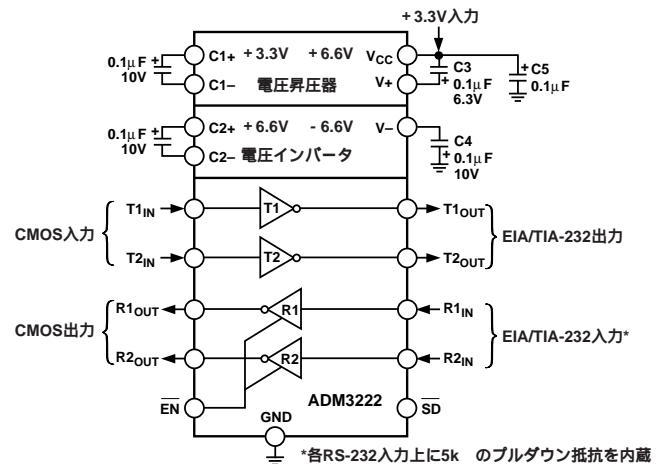 +3.3V入力
0.1μF
10V
C1+ +3.3V +6.6V VCC
C1– 電圧昇圧器 V+
C3
0.1μF
6.3V
C5
0.1μF
0.1μF
10V
C2+ +6.6V - 6.6V V–
C2– 電圧インバータ
C4
0.1μF
10V
CMOS入力
T1IN T1 T1OUT
T2IN T2 T2OUT
EIA/TIA-232出力
CMOS出力
R1OUT R1 R1IN
R2OUT R2 R2IN
EIA/TIA-232入力*
EN ADM3222 SD
GND
*各RS-232入力上に5k のプルダウン抵抗を内蔵